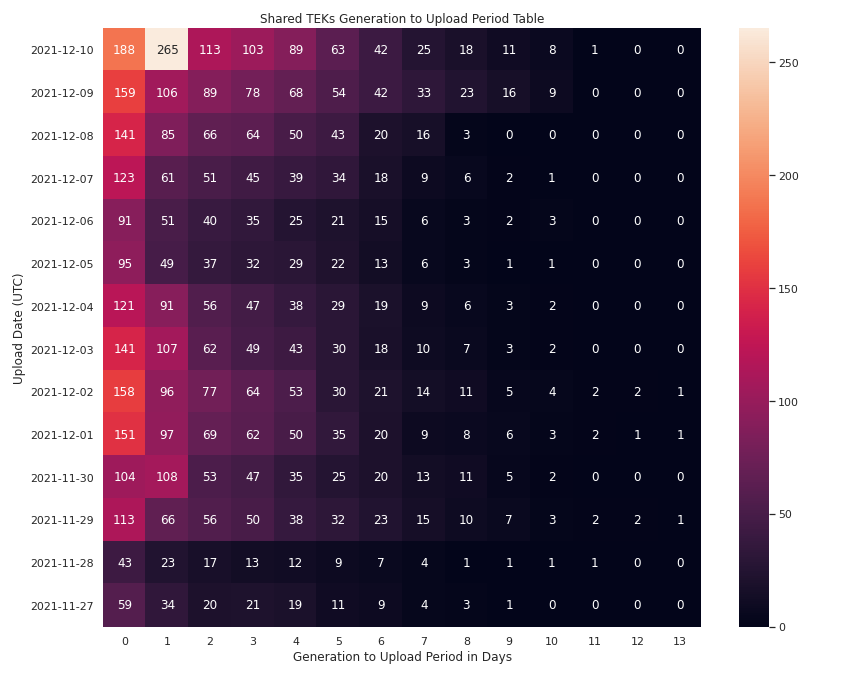 Shared TEKs Generation to Upload Period Table
Upload Date (UTC)
2021-12-10 188 265 113 103 89 63 42 25 18 11 8 1 0 0
2021-12-09 159 106 89 78 68 54 42 33 23 16 9 0 0 0
2021-12-08 141 85 66 64 50 43 20 16 3 0 0 0 0 0
2021-12-07 123 61 51 45 39 34 18 9 6 2 1 0 0 0
2021-12-06 91 51 40 35 25 21 15 6 3 2 3 0 0 0
2021-12-05 95 49 37 32 29 22 13 6 3 1 1 0 0 0
2021-12-04 121 91 56 47 38 29 19 9 6 3 2 0 0 0
2021-12-03 141 107 62 49 43 30 18 10 7 3 2 0 0 0
2021-12-02 158 96 77 64 53 30 21 14 11 5 4 2 2 1
2021-12-01 151 97 69 62 50 35 20 9 8 6 3 2 1 1
2021-11-30 104 108 53 47 35 25 20 13 11 5 2 0 0 0
2021-11-29 113 66 56 50 38 32 23 15 10 7 3 2 2 1
2021-11-28 43 23 17 13 12 9 7 4 1 1 1 1 0 0
2021-11-27 59 34 20 21 19 11 9 4 3 1 0 0 0 0
0 1 2 3 4 5 6 7 8 9 10 11 12 13
Generation to Upload Period in Days
250
200
150
100
50
0